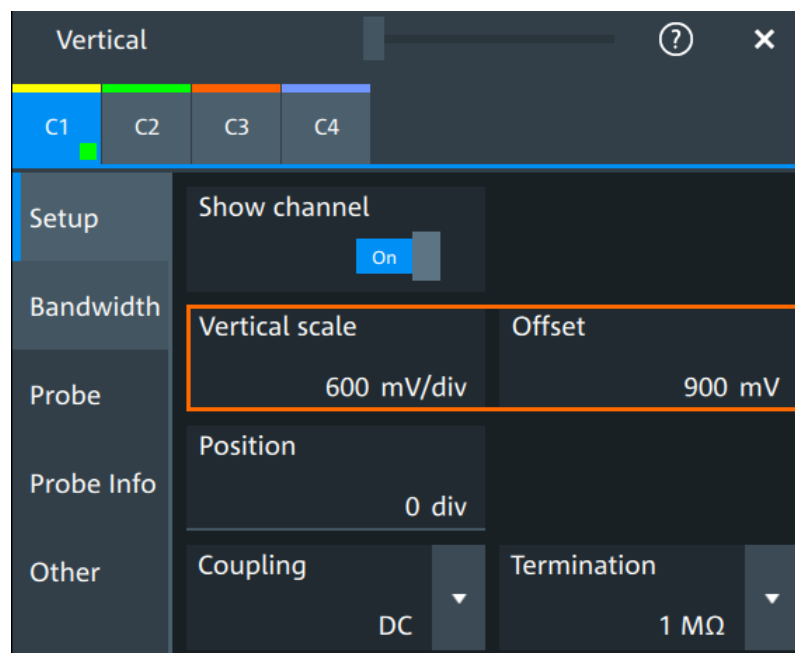 Vertical ?
C1 C2 C3 C4
Setup
Show channel
On
Bandwidth
Vertical scale Offset
600 mV/div 900 mV
Probe
Position
Probe Info
0 div
Other
Coupling Termination
DC 1 MΩ